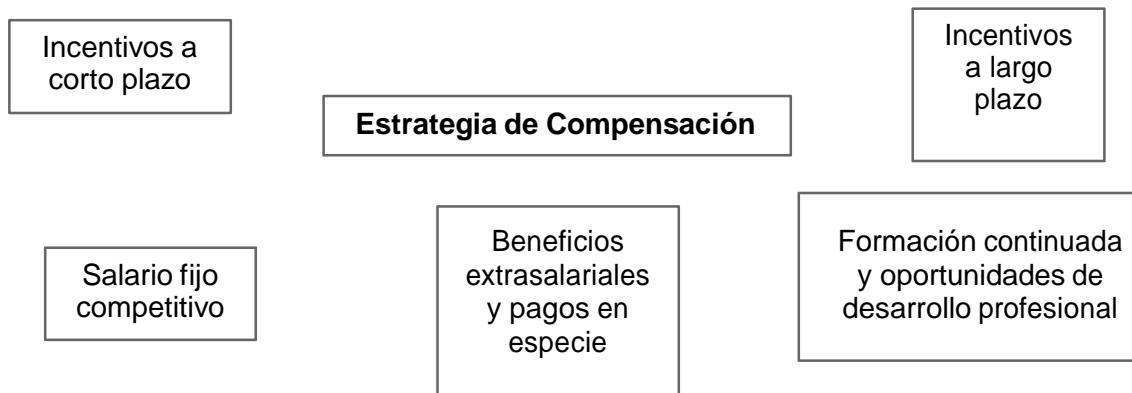 Incentivos a
corto plazo
Incentivos
a largo
plazo
Estrategia de Compensación
Salario fijo
competitivo
Beneficios
extrasalariales
y pagos en
especie
Formación continuada
y oportunidades de
desarrollo profesional